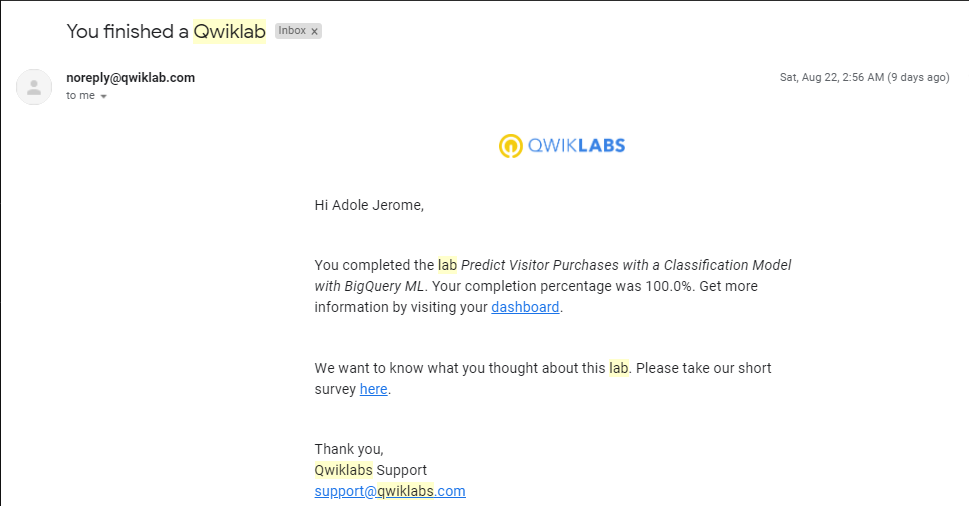 You finished a Qwiklab Inbox x
noreply@qwiklab.com Sat, Aug 22, 2:56 AM (9 days ago)
to me
QWIKLABS
Hi Adole Jerome,
You completed the lab Predict Visitor Purchases with a Classification Model
with BigQuery ML. Your completion percentage was 100.0%. Get more
information by visiting your dashboard.
We want to know what you thought about this lab. Please take our short
survey here.
Thank you,
Qwiklabs Support
support@qwiklabs.com